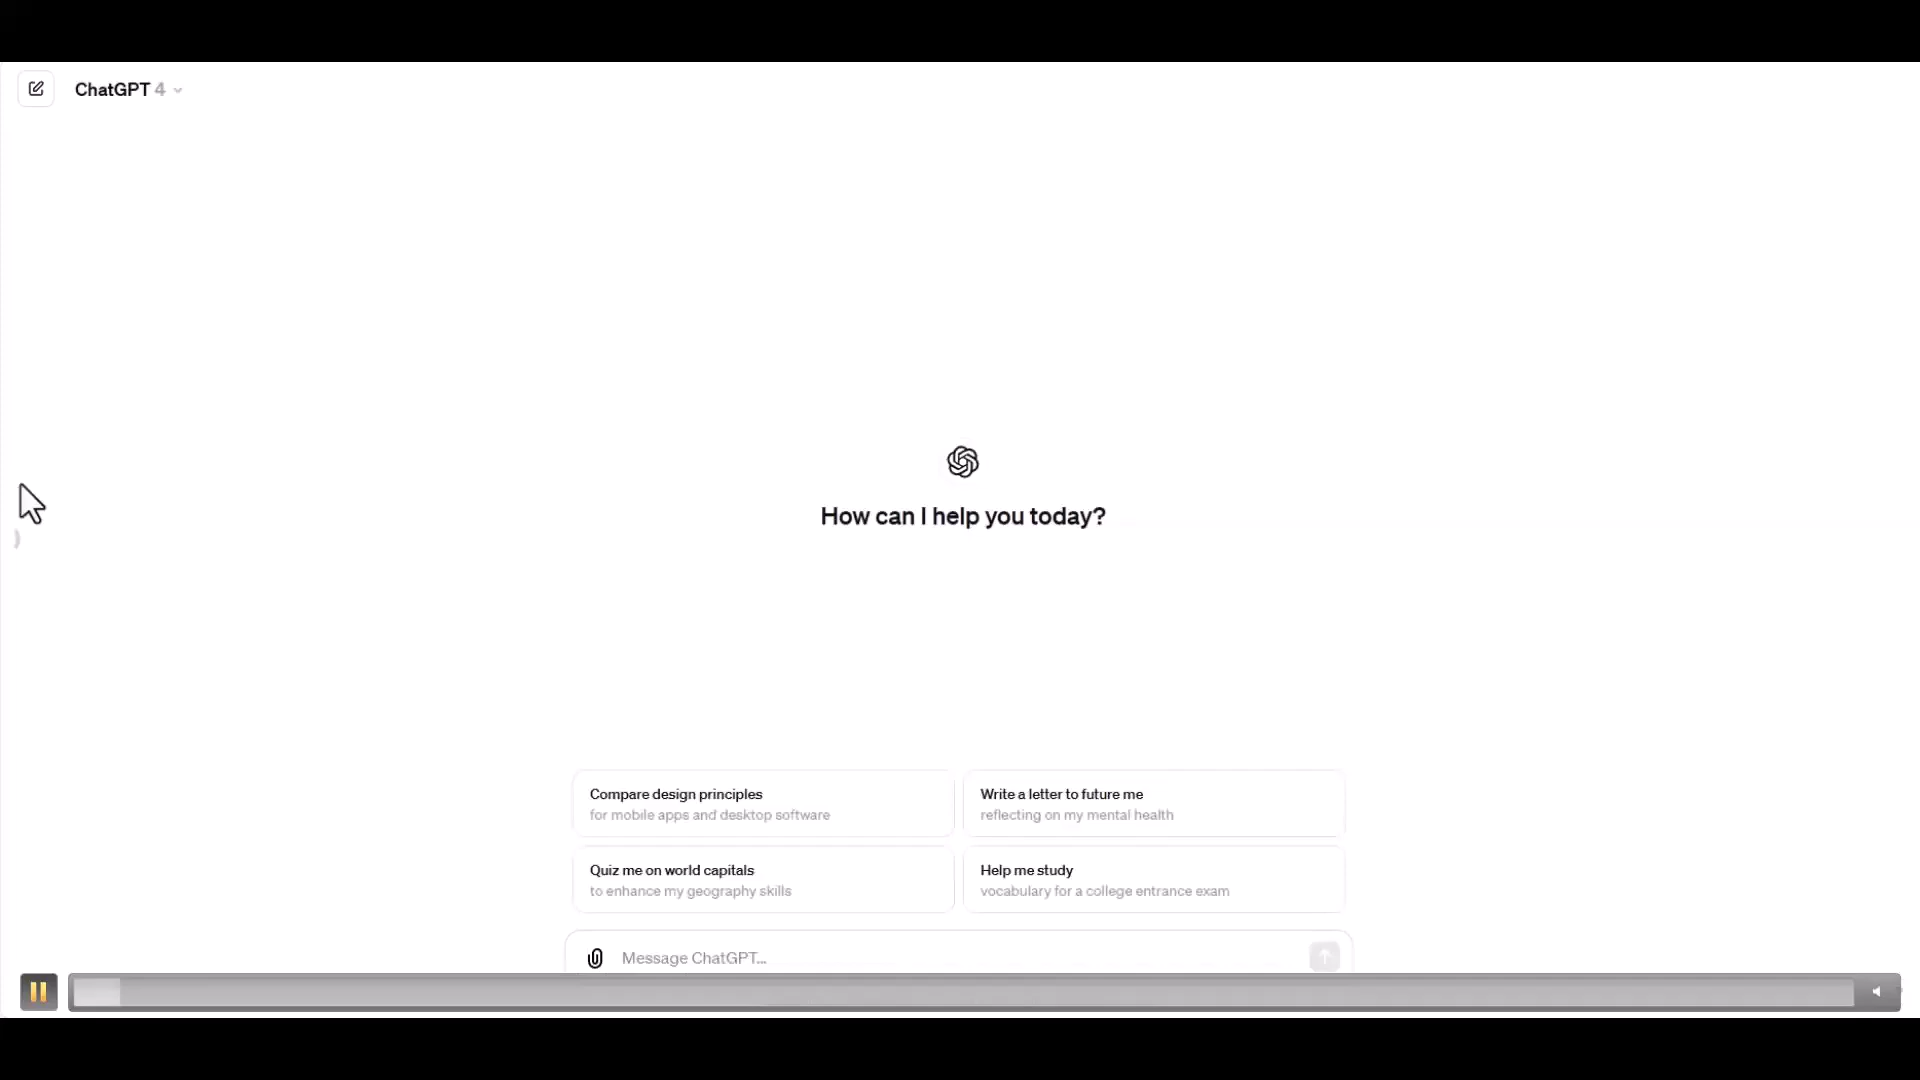 ChatGPT 4
How can I help you today?
Compare design principles
for mobile apps and desktop software
Write a letter to future me
reflecting on my mental health
Quiz me on world capitals
to enhance my geography skills
Help me study
vocabulary for a college entrance exam
Message ChatGPT...